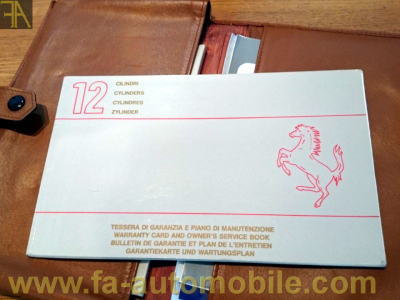 FA
12
CILINDRI
CYLINDERS
CYLINDRES
ZYLINDER
TESSERA DI GARANZIA E PIANO DI MANUTENZIONE
WARRANTY CARD AND OWNER'S SERVICE BOOK
BULLETIN DE GARANTIE ET PLAN DE L'ENTRETIEN
GARANTIEKARTE UND WARTUNGSPLAN
www.fa-automobile.com